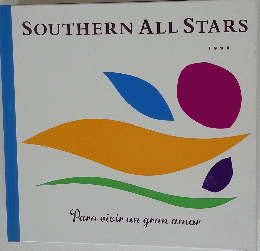 SOUTHERN ALL STARS
Para vivir un gran amor